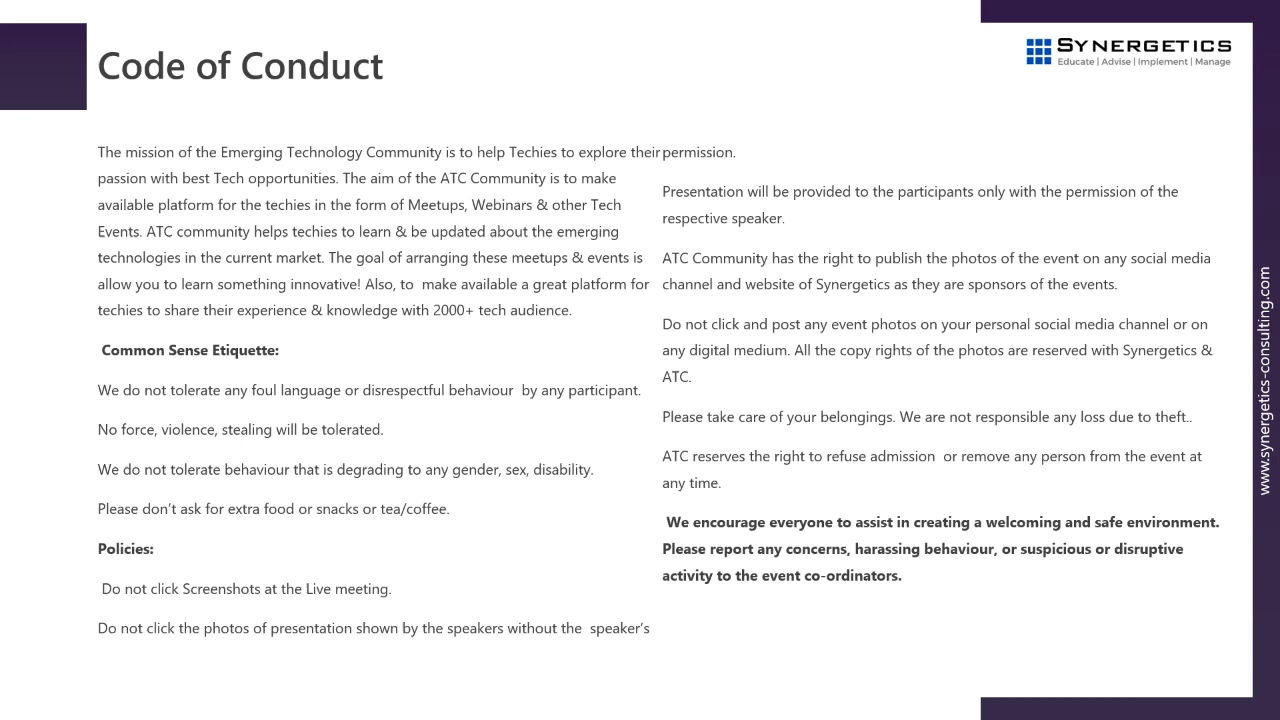 Code of Conduct
SYNERGETICS
Educate | Advise | Implement | Manage
The mission of the Emerging Technology Community is to help Techies to explore their
passion with best Tech opportunities. The aim of the ATC Community is to make
available platform for the techies in the form of Meetups, Webinars & other Tech
Events. ATC community helps techies to learn & be updated about the emerging
technologies in the current market. The goal of arranging these meetups & events is
allow you to learn something innovative! Also, to  make available a great platform for
techies to share their experience & knowledge with 2000+ tech audience.
Common Sense Etiquette:
We do not tolerate any foul language or disrespectful behaviour  by any participant.
No force, violence, stealing will be tolerated.
We do not tolerate behaviour that is degrading to any gender, sex, disability.
Please don’t ask for extra food or snacks or tea/coffee.
Policies:
Do not click Screenshots at the Live meeting.
Do not click the photos of presentation shown by the speakers without the  speaker’s
permission.
Presentation will be provided to the participants only with the permission of the
respective speaker.
ATC Community has the right to publish the photos of the event on any social media
channel and website of Synergetics as they are sponsors of the events.
Do not click and post any event photos on your personal social media channel or on
any digital medium. All the copy rights of the photos are reserved with Synergetics &
ATC.
Please take care of your belongings. We are not responsible any loss due to theft..
ATC reserves the right to refuse admission  or remove any person from the event at
any time.
We encourage everyone to assist in creating a welcoming and safe environment.
Please report any concerns, harassing behaviour, or suspicious or disruptive
activity to the event co-ordinators.
www.synergetics-consulting.com